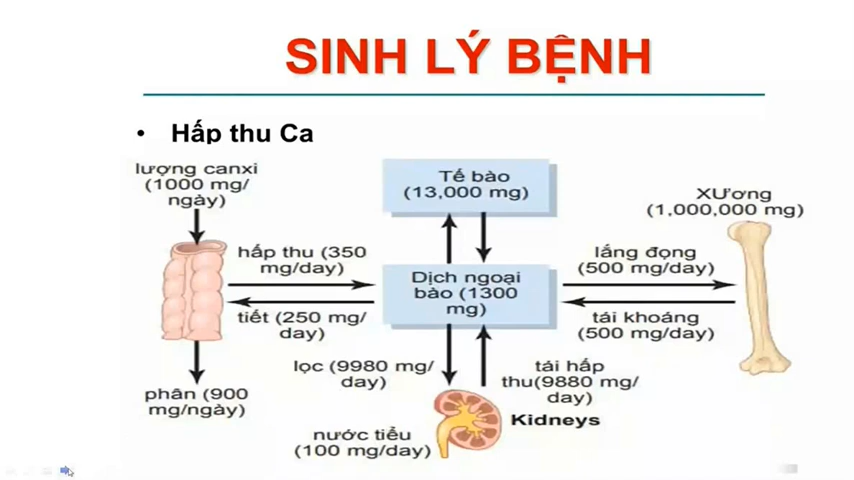 SINH LÝ BỆNH
• Hấp thu Ca
lượng canxi
(1000 mg/
ngày)
Tế bào
(13,000 mg)
XƯơng
(1,000,000 mg)
hấp thu (350
mg/day)
Dịch ngoại
bào (1300
mg)
lắng đọng
(500 mg/day)
tiết (250 mg/
day)
tái khoáng
(500 mg/day)
phân (900
mg/ngày)
lọc (9980 mg/
day)
tái hấp
thu(9880 mg/
day)
Kidneys
nước tiểu
(100 mg/day)